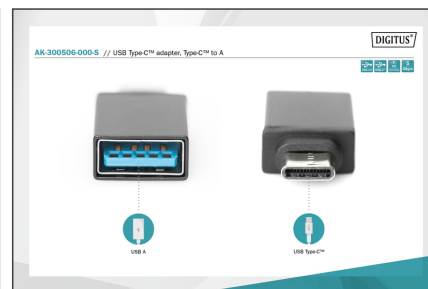 DIGITUS®
AK-300506-000-S // USB Type-C™ adapter, Type-C™ to A
USB A
USB Type-C™